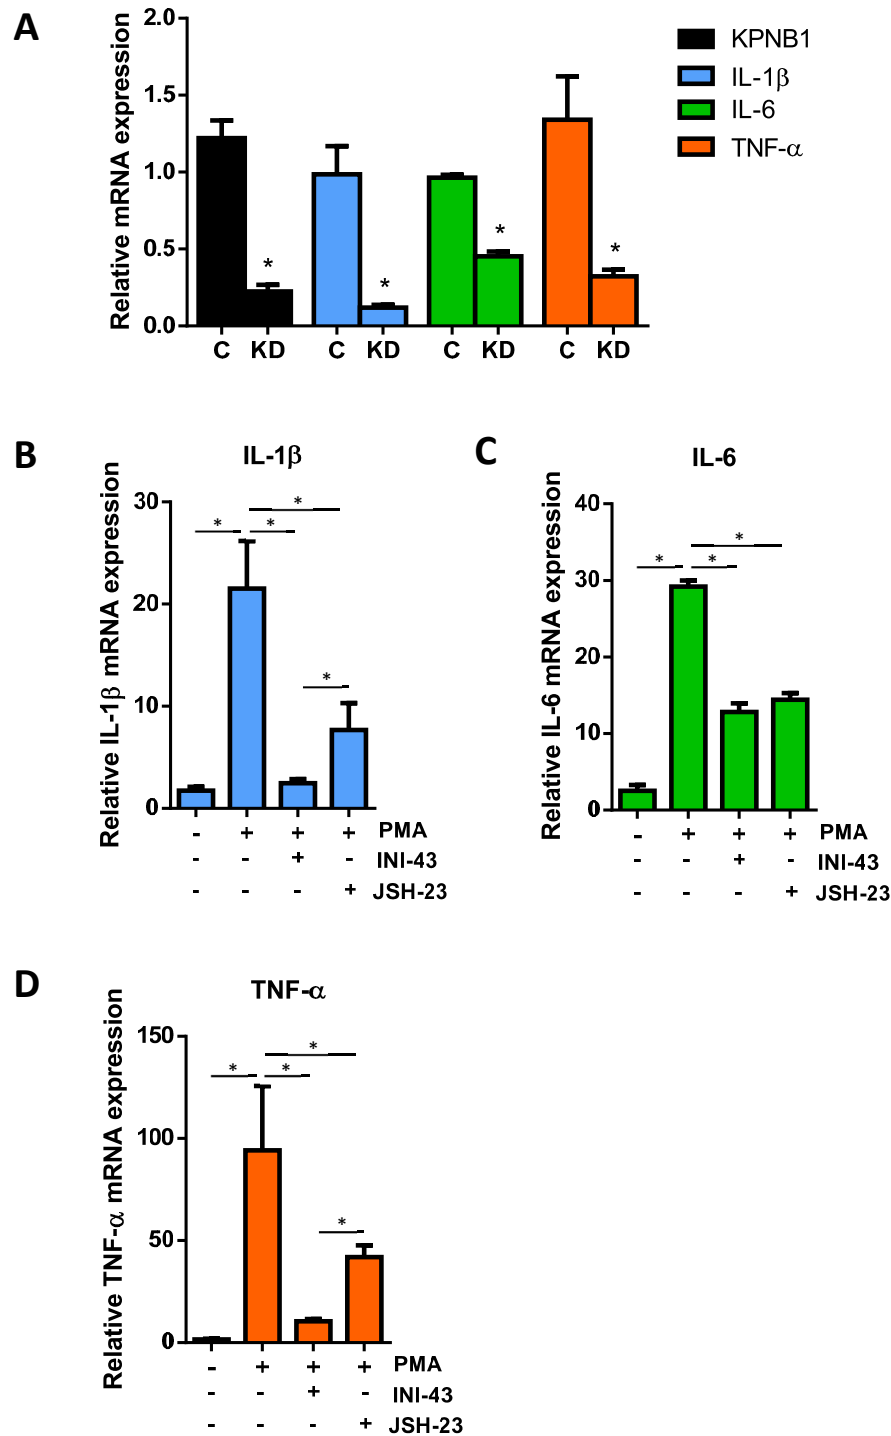 A
Relative mRNA expression
2.0
1.5
1.0
0.5
0.0
* * * *
C KD C KD C KD C KD
KPNB1
IL-1β
IL-6
TNF-α
B
IL-1β
Relative IL-1β mRNA expression
30
20
10
0
*
* *
*
- + + + PMA
- - + - INI-43
- - - + JSH-23
C
IL-6
Relative IL-6 mRNA expression
40
30
20
10
0
*
* *
- + + + PMA
- - + - INI-43
- - - + JSH-23
D
TNF-α
Relative TNF-α mRNA expression
150
100
50
0
*
* *
*
- + + + PMA
- - + - INI-43
- - - + JSH-23